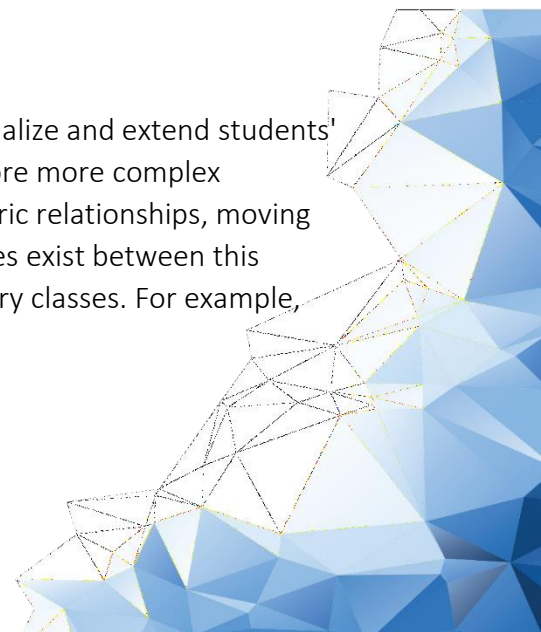 alize and extend students'
ore more complex
ric relationships, moving
es exist between this
ry classes. For example,